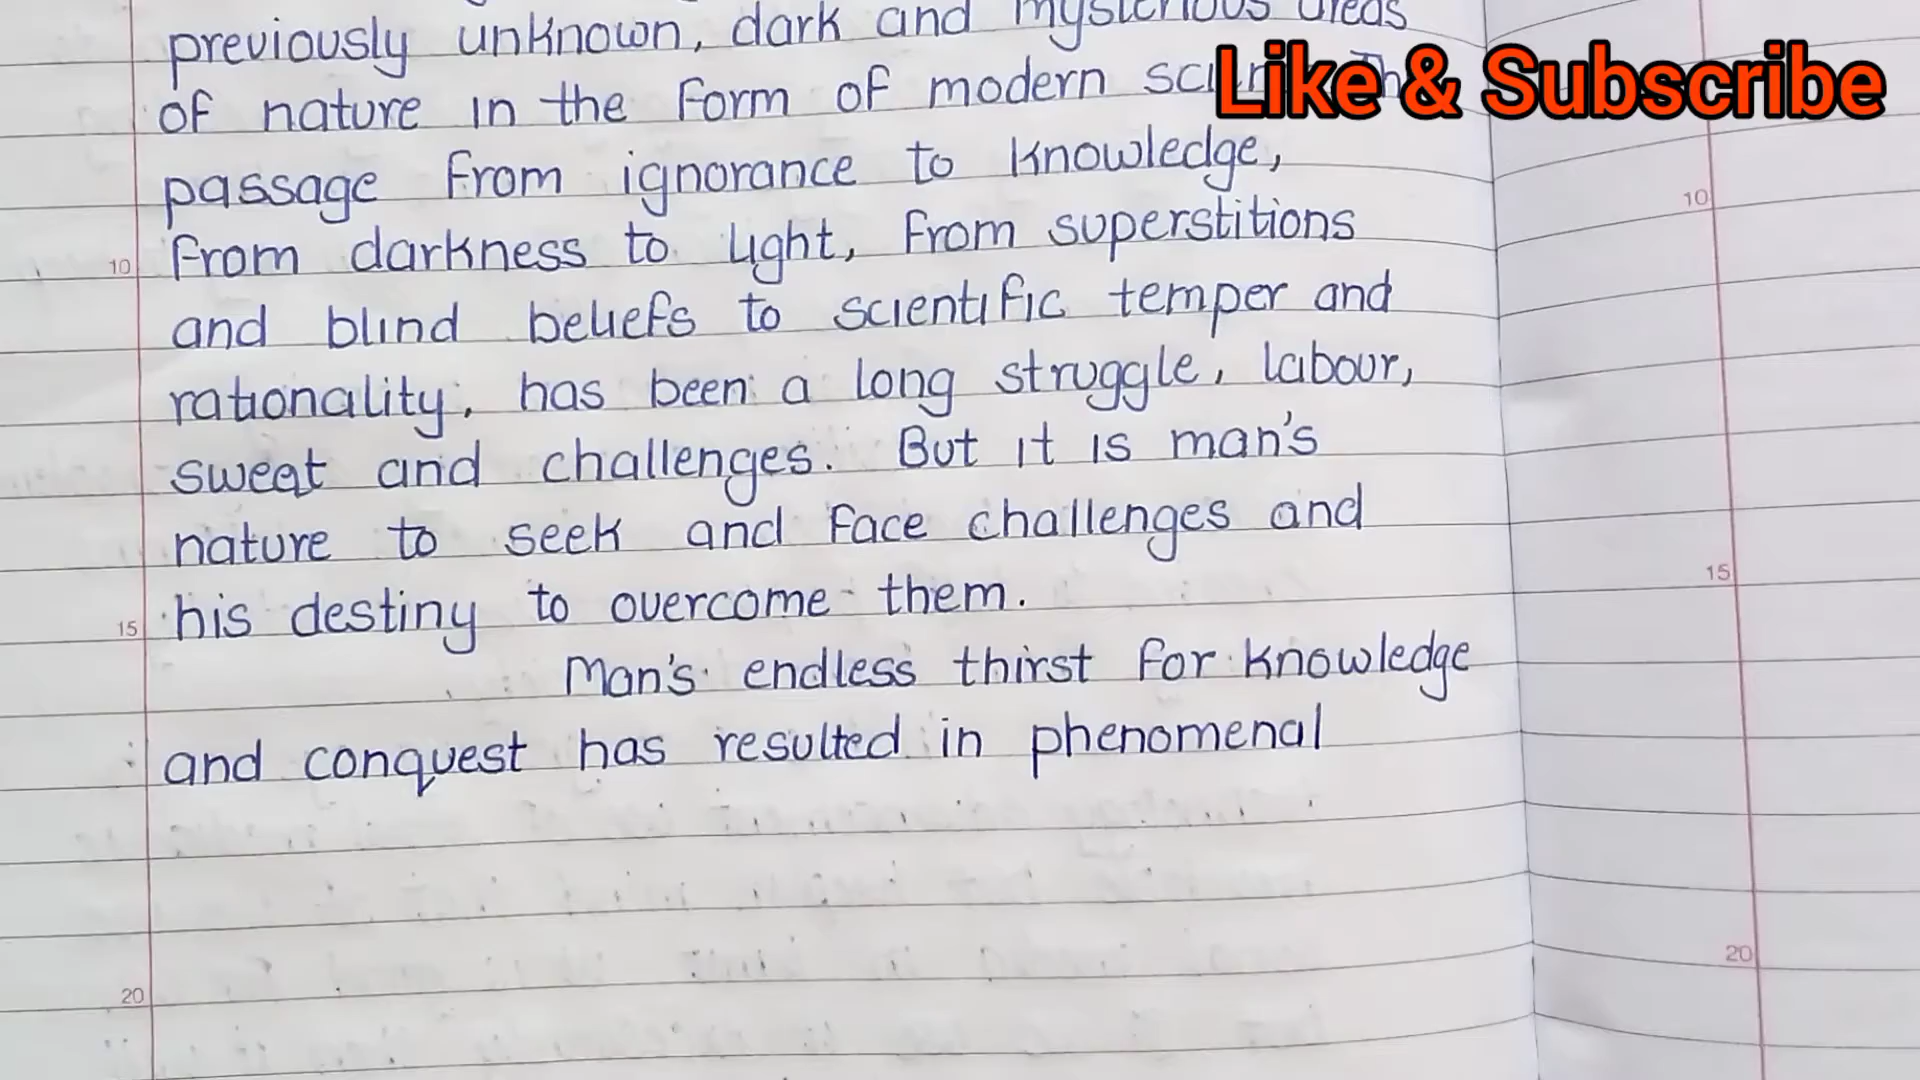 previously unknown, dark and mysterious areas
of nature in the form of modern
Like & Subscribe
passage from ignorance to knowledge,
from darkness to light, from superstitions
10
10
and blind beliefs to scientific temper and
rationality, has been a long struggle, labour,
sweat and challenges. But it is man's
nature to seek and face challenges and
15
15
his destiny to overcome them.
Man's endless thirst for knowledge
and conquest has resulted in phenomenal
20
20